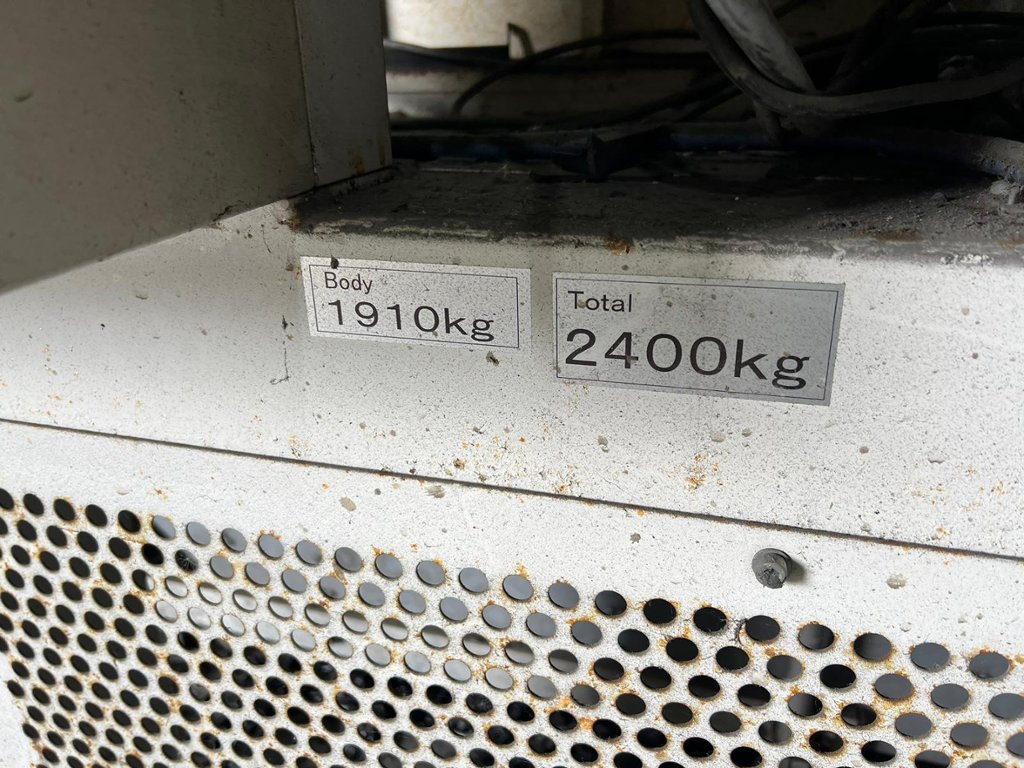 Body
1910kg
Total
2400kg